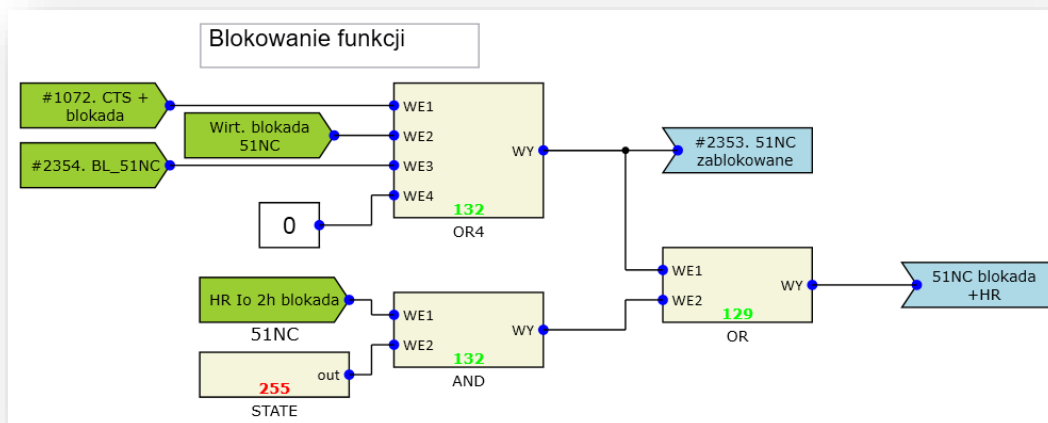 Blokowanie funkcji
#1072. CTS +
blokada
Wirt. blokada
51NC
#2354. BL_51NC
0
WE1
WE2
WE3
WE4
WY
132
OR4
#2353. 51NC
zablokowane
HR Io 2h blokada
51NC
255
out
STATE
WE1
WE2
WY
132
AND
WE1
WE2
WY
129
OR
51NC blokada
+HR